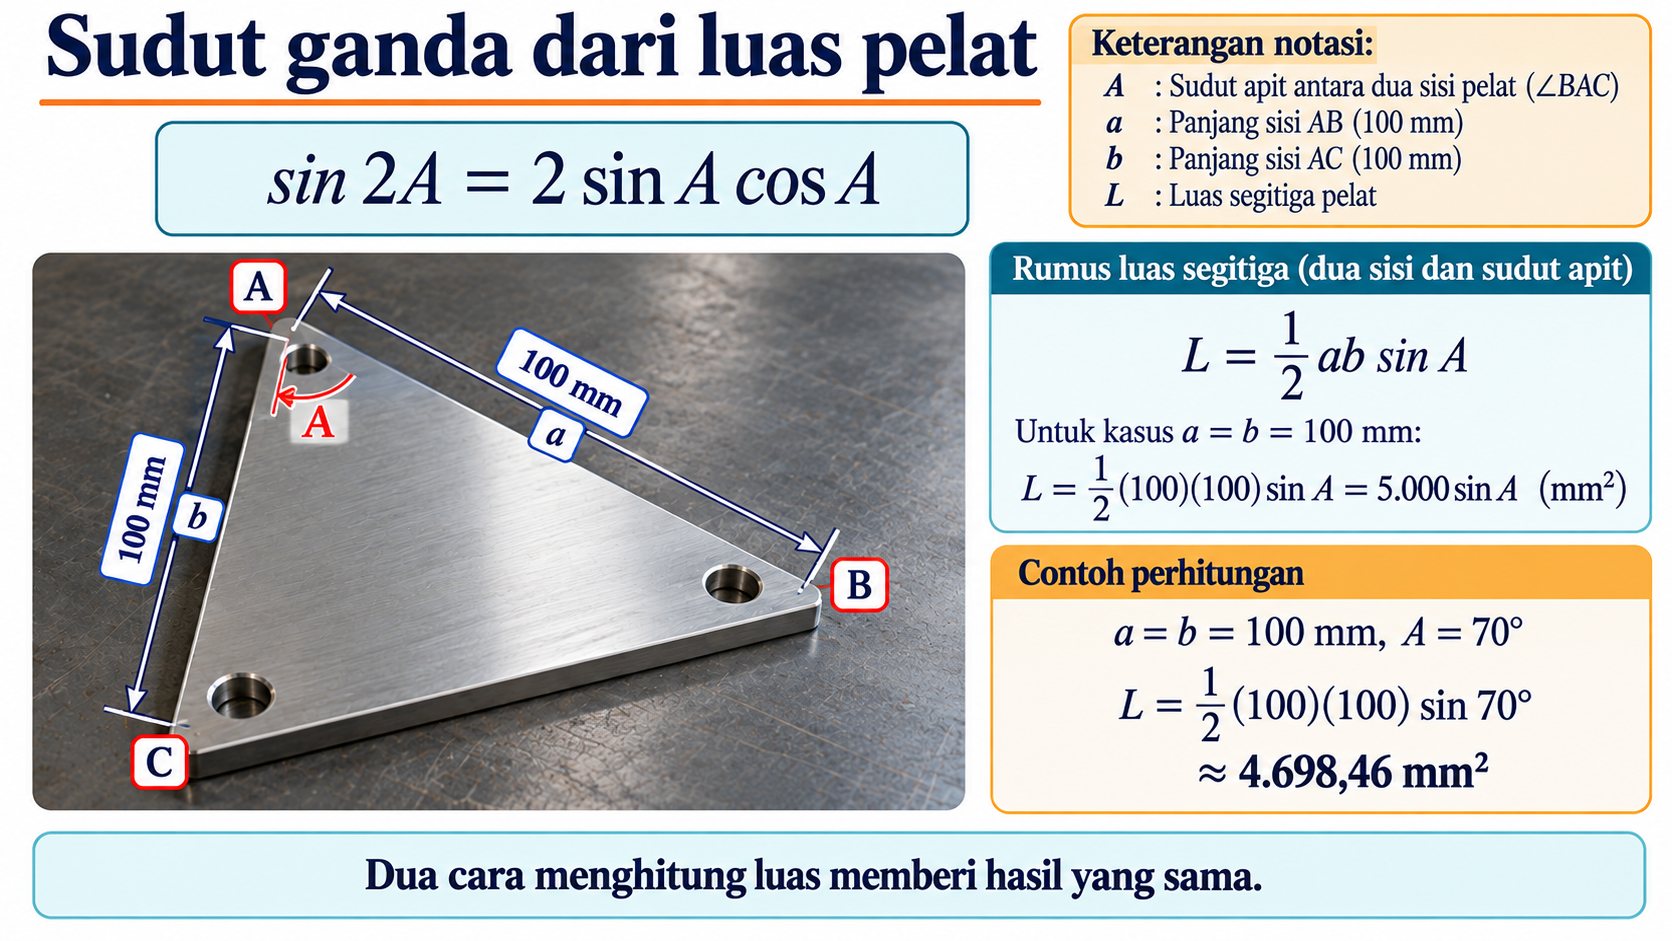 Sudut ganda dari luas pelat
sin 2A = 2 sin A cos A
Keterangan notasi:
A : Sudut apit antara dua sisi pelat (∠BAC)
a : Panjang sisi AB (100 mm)
b : Panjang sisi AC (100 mm)
L : Luas segitiga pelat
A
100 mm
a
A
100 mm
b
B
C
Rumus luas segitiga (dua sisi dan sudut apit)
L = 1/2 ab sin A
Untuk kasus a = b = 100 mm:
L = 1/2 (100)(100) sin A = 5.000 sin A (mm²)
Contoh perhitungan
a = b = 100 mm, A = 70°
L = 1/2 (100)(100) sin 70°
≈ 4.698,46 mm²
Dua cara menghitung luas memberi hasil yang sama.